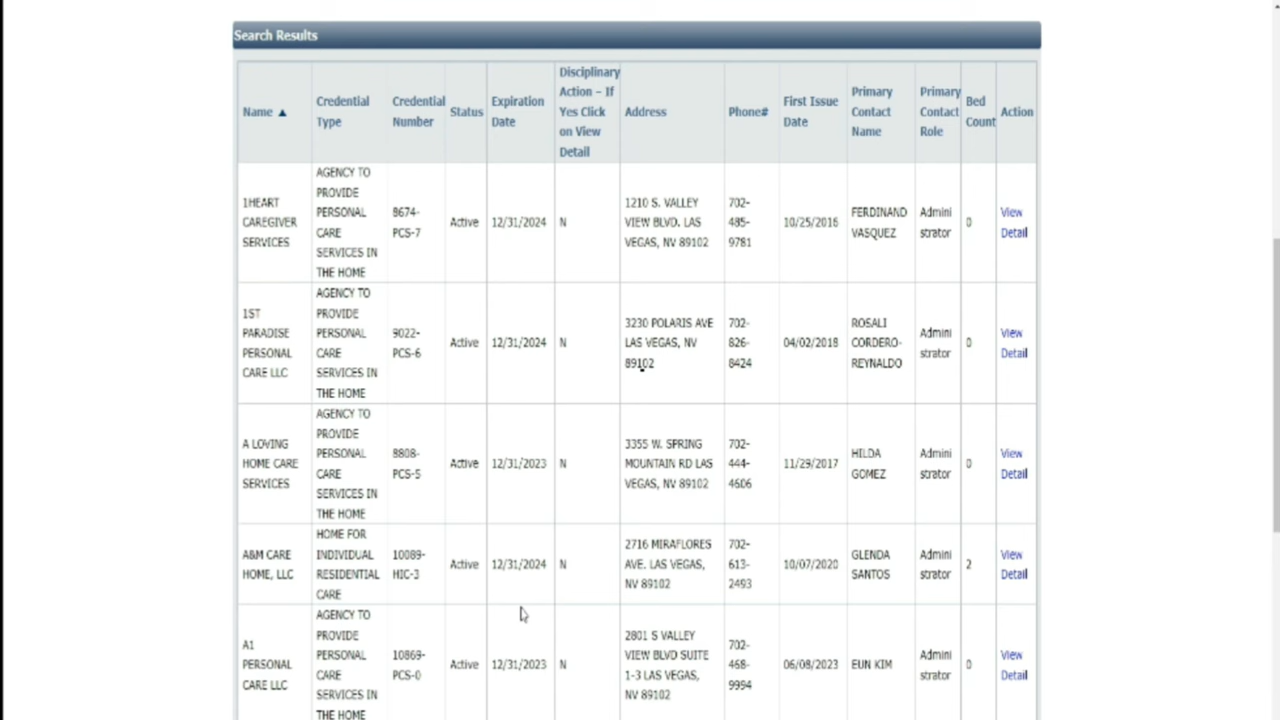 Search Results
Name ▲
Credential
Type
Credential
Number
Status
Expiration
Date
Disciplinary
Action - If
Yes Click
on View
Detail
Address
Phone#
First Issue
Date
Primary
Contact
Name
Primary
Contact
Role
Bed
Count
Action
1HEART
CAREGIVER
SERVICES
AGENCY TO
PROVIDE
PERSONAL
CARE
SERVICES IN
THE HOME
8674-
PCS-7
Active
12/31/2024
N
1210 S. VALLEY
VIEW BLVD. LAS
VEGAS, NV 89102
702-
485-
9781
10/25/2016
FERDINAND
VASQUEZ
Admini
strator
0
View
Detail
1ST
PARADISE
PERSONAL
CARE LLC
AGENCY TO
PROVIDE
PERSONAL
CARE
SERVICES IN
THE HOME
9022-
PCS-6
Active
12/31/2024
N
3230 POLARIS AVE
LAS VEGAS, NV
89102
702-
826-
8424
04/02/2018
ROSALI
CORDERO-
REYNALDO
Admini
strator
0
View
Detail
A LOVING
HOME CARE
SERVICES
AGENCY TO
PROVIDE
PERSONAL
CARE
SERVICES IN
THE HOME
8808-
PCS-5
Active
12/31/2023
N
3355 W. SPRING
MOUNTAIN RD LAS
VEGAS, NV 89102
702-
444-
4606
11/29/2017
HILDA
GOMEZ
Admini
strator
0
View
Detail
A&M CARE
HOME, LLC
HOME FOR
INDIVIDUAL
RESIDENTIAL
CARE
10089-
HIC-3
Active
12/31/2024
N
2716 MIRAFLORES
AVE. LAS VEGAS,
NV 89102
702-
613-
2493
10/07/2020
GLENDA
SANTOS
Admini
strator
2
View
Detail
A1
PERSONAL
CARE LLC
AGENCY TO
PROVIDE
PERSONAL
CARE
SERVICES IN
THE HOME
10869-
PCS-0
Active
12/31/2023
N
2801 S VALLEY
VIEW BLVD SUITE
1-3 LAS VEGAS,
NV 89102
702-
468-
9994
06/08/2023
EUN KIM
Admini
strator
0
View
Detail